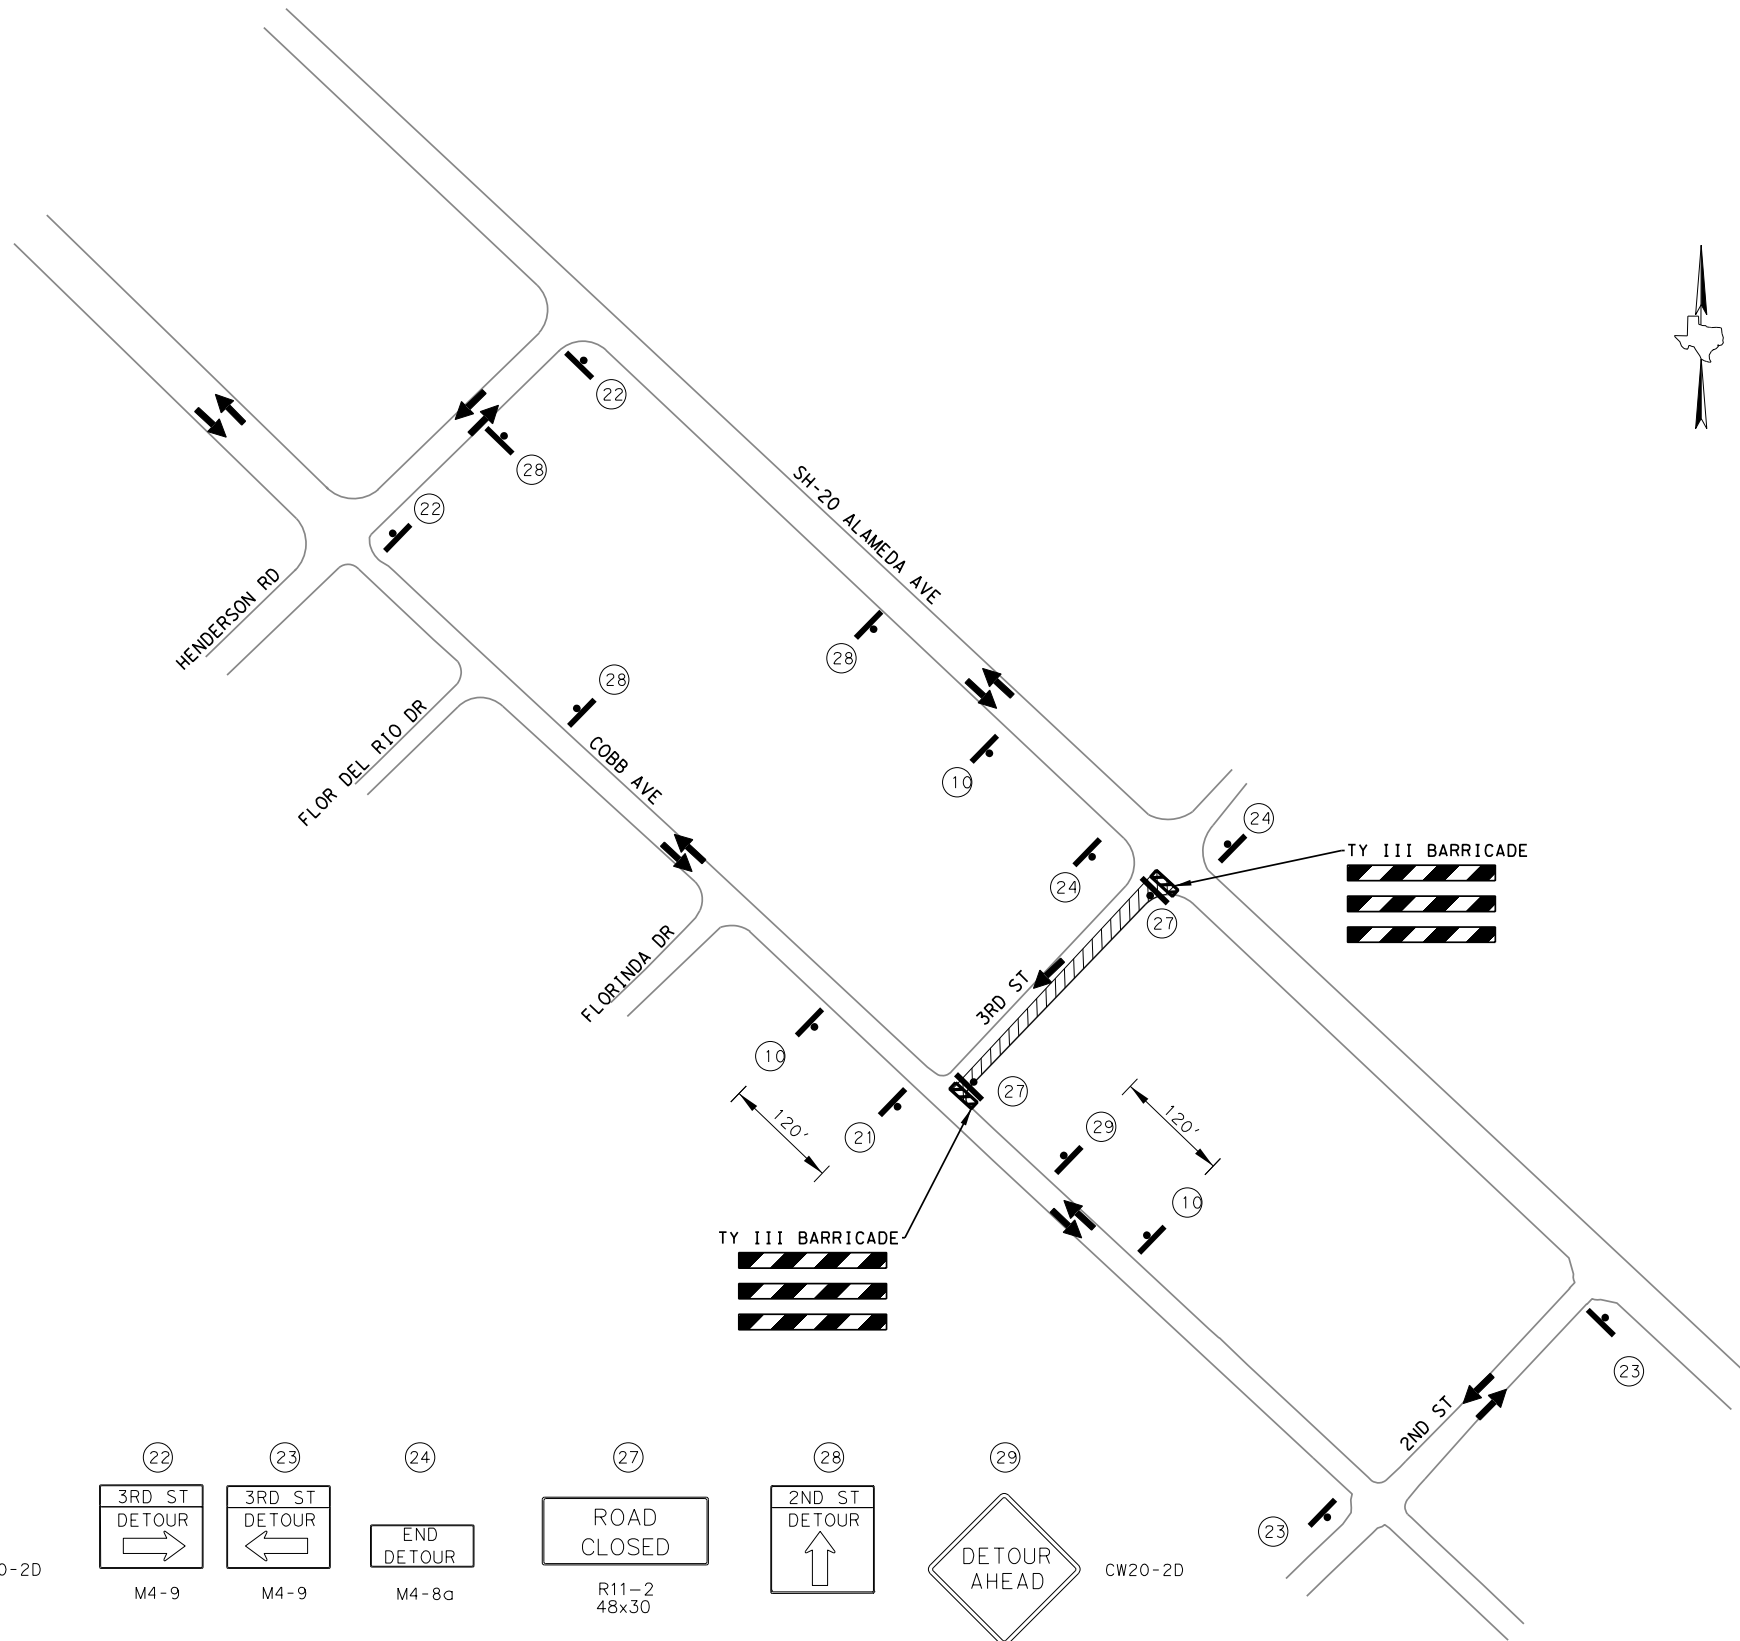 22
28
22
SH-20 ALAMEDA AVE
HENDERSON RD
28
28
FLOR DEL RIO DR
COBB AVE
10
24
24
TY III BARRICADE
27
FLORINDA DR
3RD ST
10
27
120'
21
29
120'
10
TY III BARRICADE
23
2ND ST
23
22
23
24
27
28
29
3RD ST
DETOUR
M4-9
3RD ST
DETOUR
M4-9
END
DETOUR
M4-8a
ROAD
CLOSED
R11-2
48x30
2ND ST
DETOUR
DETOUR
AHEAD
CW20-2D
0-2D